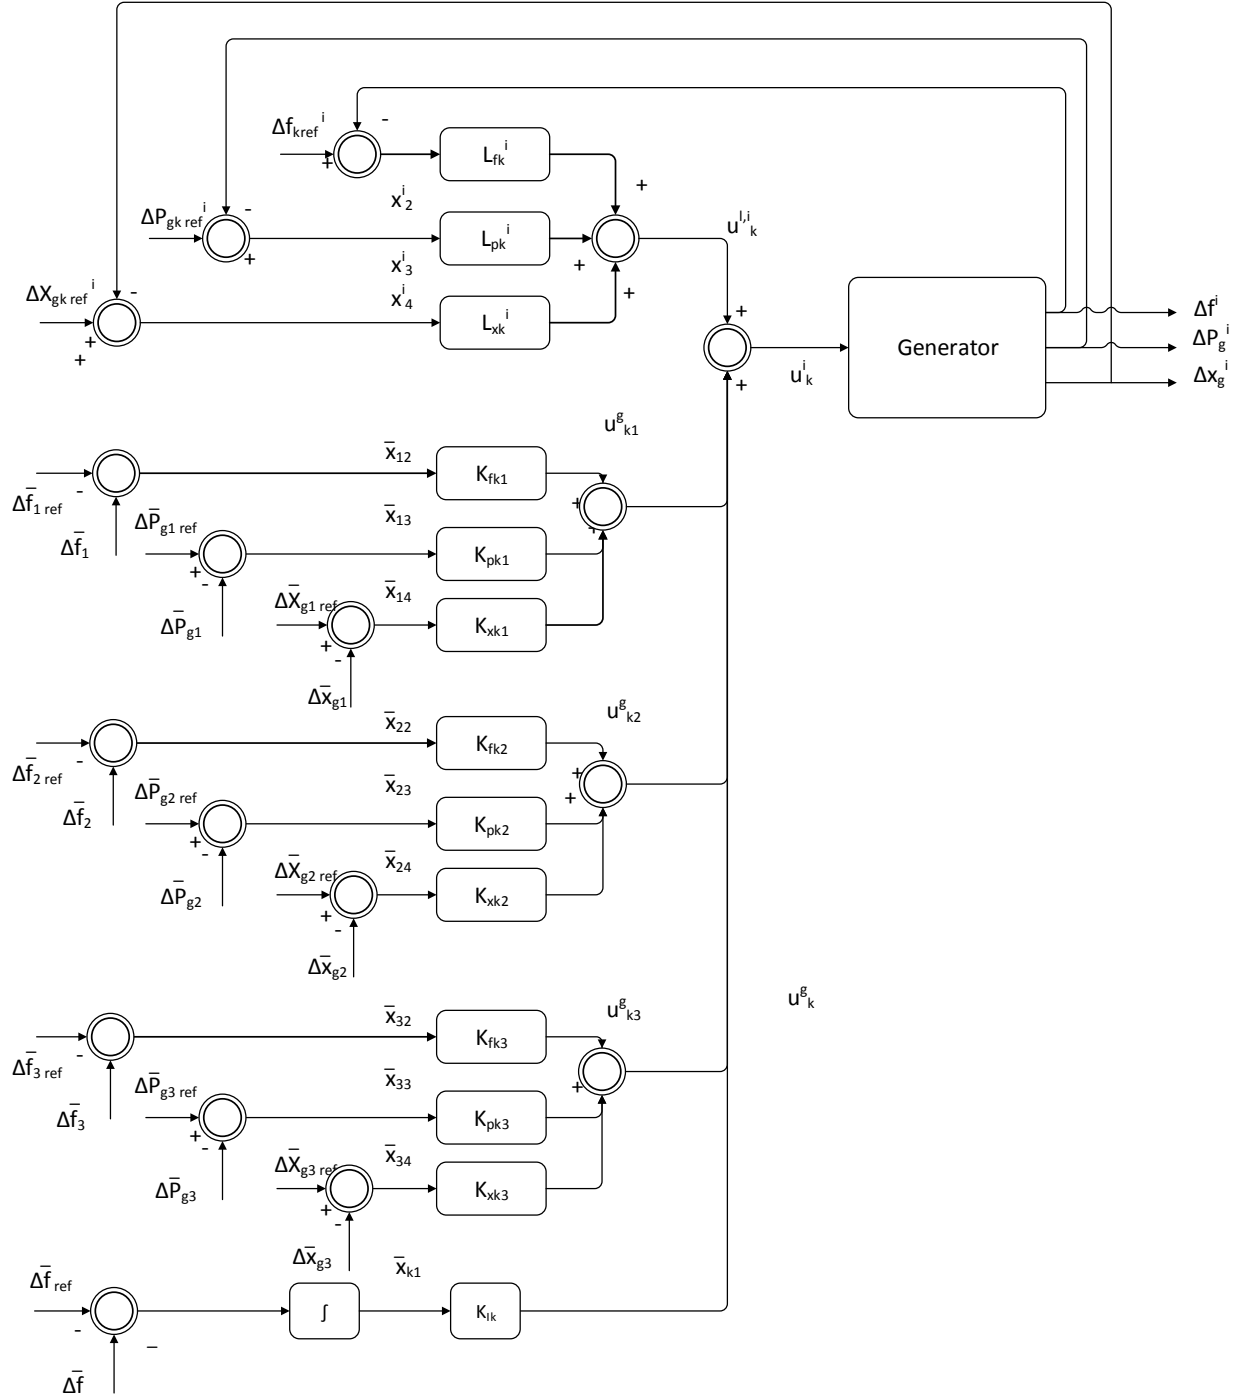 Δf_kref^i
-
+
L_fk^i
+
x_2^i
ΔP_gk ref^i
-
+
L_pk^i
+
u^l,i_k
x_3^i
ΔX_gk ref^i
-
+
+
x_4^i
L_xk^i
+
+
+
u^i_k
Generator
Δf^i
ΔP_g^i
Δx_g^i
u^g_k1
x̄_12
K_fk1
Δf̄_1 ref
-
Δf̄_1
ΔP̄_g1 ref
+
-
x̄_13
K_pk1
+
+
ΔP̄_g1
ΔX̄_g1 ref
+
-
x̄_14
K_xk1
Δx̄_g1
u^g_k2
x̄_22
K_fk2
Δf̄_2 ref
-
Δf̄_2
ΔP̄_g2 ref
+
-
x̄_23
K_pk2
+
+
ΔP̄_g2
ΔX̄_g2 ref
+
-
x̄_24
K_xk2
Δx̄_g2
u^g_k
u^g_k3
x̄_32
K_fk3
Δf̄_3 ref
-
Δf̄_3
ΔP̄_g3 ref
+
-
x̄_33
K_pk3
+
ΔP̄_g3
ΔX̄_g3 ref
+
-
x̄_34
K_xk3
Δx̄_g3
Δf̄_ref
-
–
∫
x̄_k1
K_Ik
Δf̄